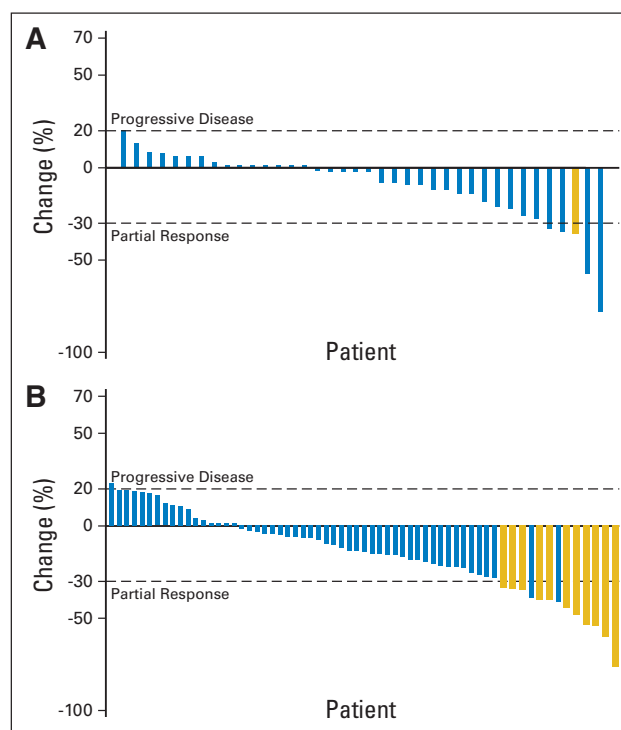 A
70
50
Progressive Disease
20
0
Change (%)
-30
Partial Response
-50
-100
Patient
B
70
50
Progressive Disease
20
0
Change (%)
-30
Partial Response
-50
-100
Patient